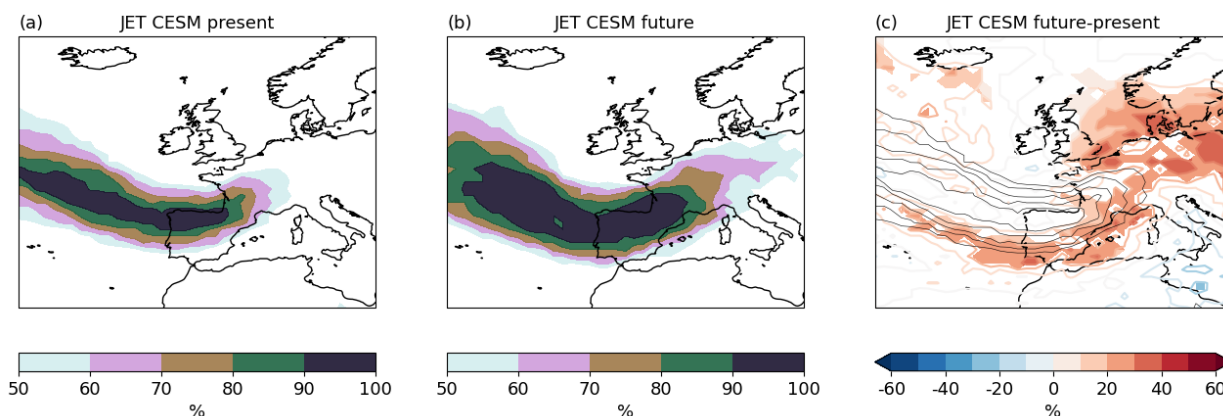 (a) JET CESM present
(b) JET CESM future
(c) JET CESM future-present
50 60 70 80 90 100
%
50 60 70 80 90 100
%
-60 -40 -20 0 20 40 60
%